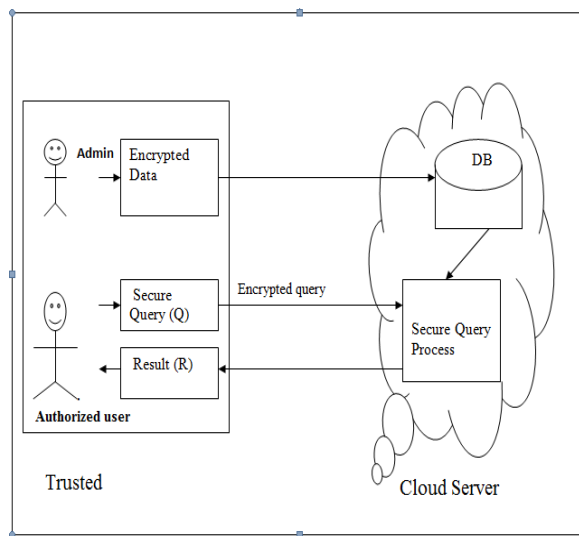 Admin
Encrypted
Data
DB
Secure
Query (Q)
Encrypted query
Secure Query
Process
Result (R)
Authorized user
Trusted
Cloud Server